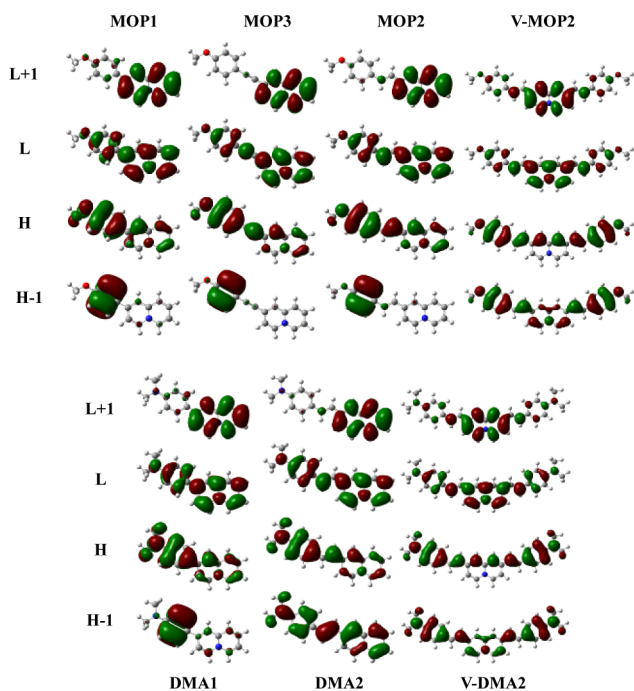 MOP1 MOP3 MOP2 V-MOP2
L+1
L
H
H-1
L+1
L
H
H-1
DMA1 DMA2 V-DMA2